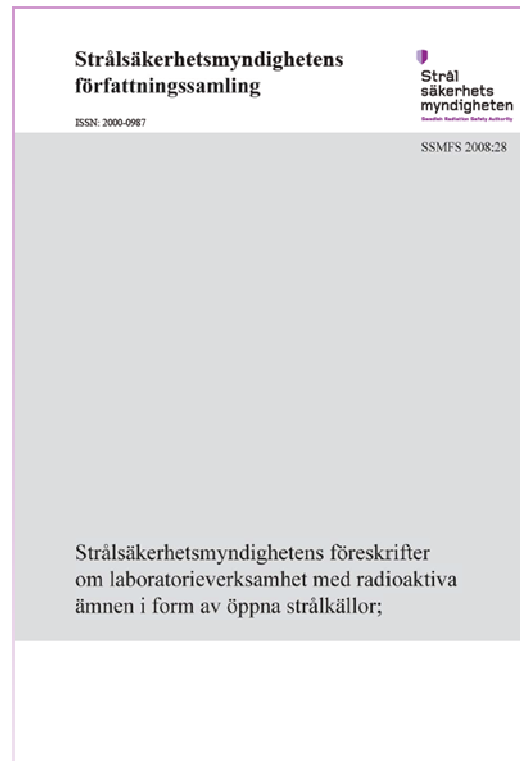 Strålsäkerhetsmyndighetens
författningssamling
ISSN: 2000-0987
Strål
säkerhets
myndigheten
Swedish Radiation Safety Authority
SSMFS 2008:28
Strålsäkerhetsmyndighetens föreskrifter
om laboratorieverksamhet med radioaktiva
ämnen i form av öppna strålkällor;